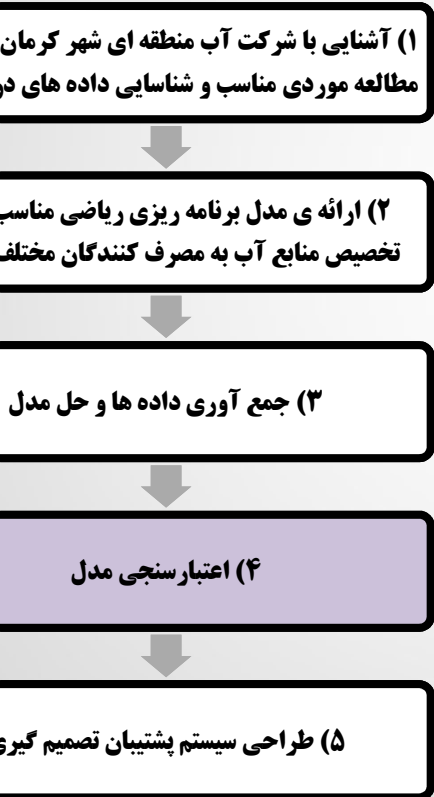 ۱) آشنایی با شرکت آب منطقه ای شهر کرمان
مطالعه موردی مناسب و شناسایی داده های
۲) ارائه ی مدل برنامه ریزی ریاضی مناسب
تخصیص منابع آب به مصرف کنندگان مختلف
۳) جمع آوری داده ها و حل مدل
۴) اعتبارسنجی مدل
۵) طراحی سیستم پشتیبان تصمیم گیری